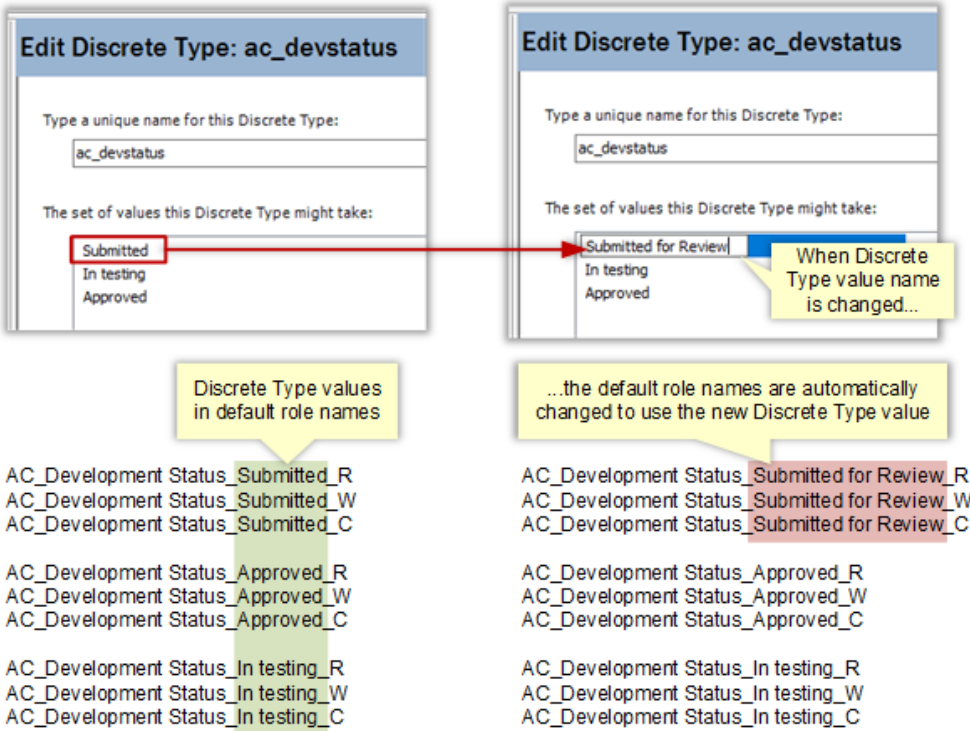 Edit Discrete Type: ac_devstatus
Type a unique name for this Discrete Type:
ac_devstatus
The set of values this Discrete Type might take:
Submitted
In testing
Approved
Edit Discrete Type: ac_devstatus
Type a unique name for this Discrete Type:
ac_devstatus
The set of values this Discrete Type might take:
Submitted for Review
In testing
Approved
When Discrete
Type value name
is changed...
Discrete Type values
in default role names
AC_Development Status_Submitted_R
AC_Development Status_Submitted_W
AC_Development Status_Submitted_C
AC_Development Status_Approved_R
AC_Development Status_Approved_W
AC_Development Status_Approved_C
AC_Development Status_In testing_R
AC_Development Status_In testing_W
AC_Development Status_In testing_C
...the default role names are automatically
changed to use the new Discrete Type value
AC_Development Status_Submitted for Review_R
AC_Development Status_Submitted for Review_W
AC_Development Status_Submitted for Review_C
AC_Development Status_Approved_R
AC_Development Status_Approved_W
AC_Development Status_Approved_C
AC_Development Status_In testing_R
AC_Development Status_In testing_W
AC_Development Status_In testing_C